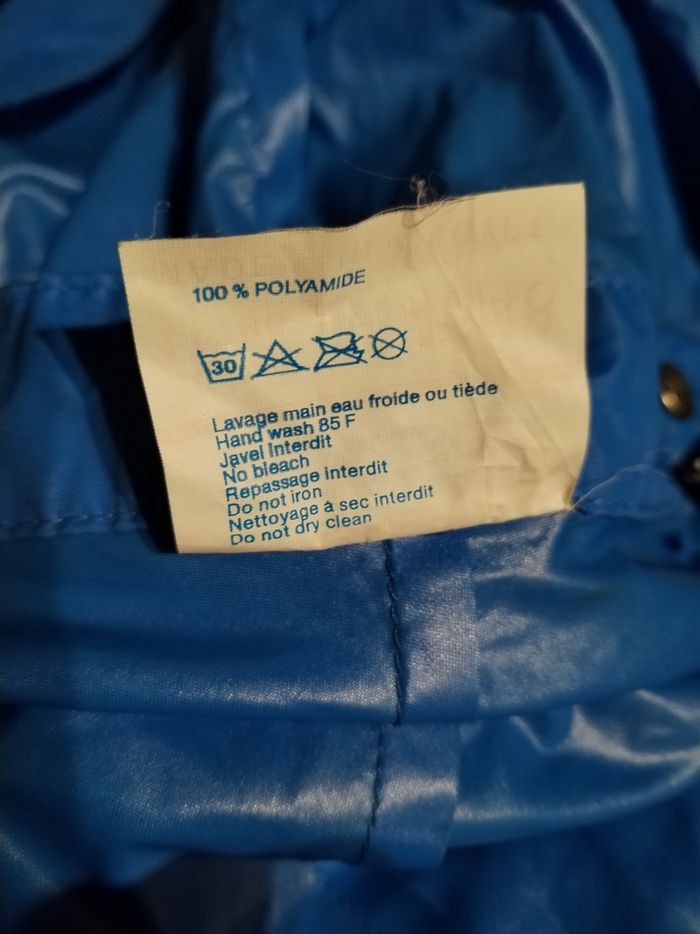 100 % POLYAMIDE
30
Lavage main eau froide ou tiède
Hand wash 85 F
Javel Interdit
No bleach
Repassage interdit
Do not iron
Nettoyage à sec interdit
Do not dry clean